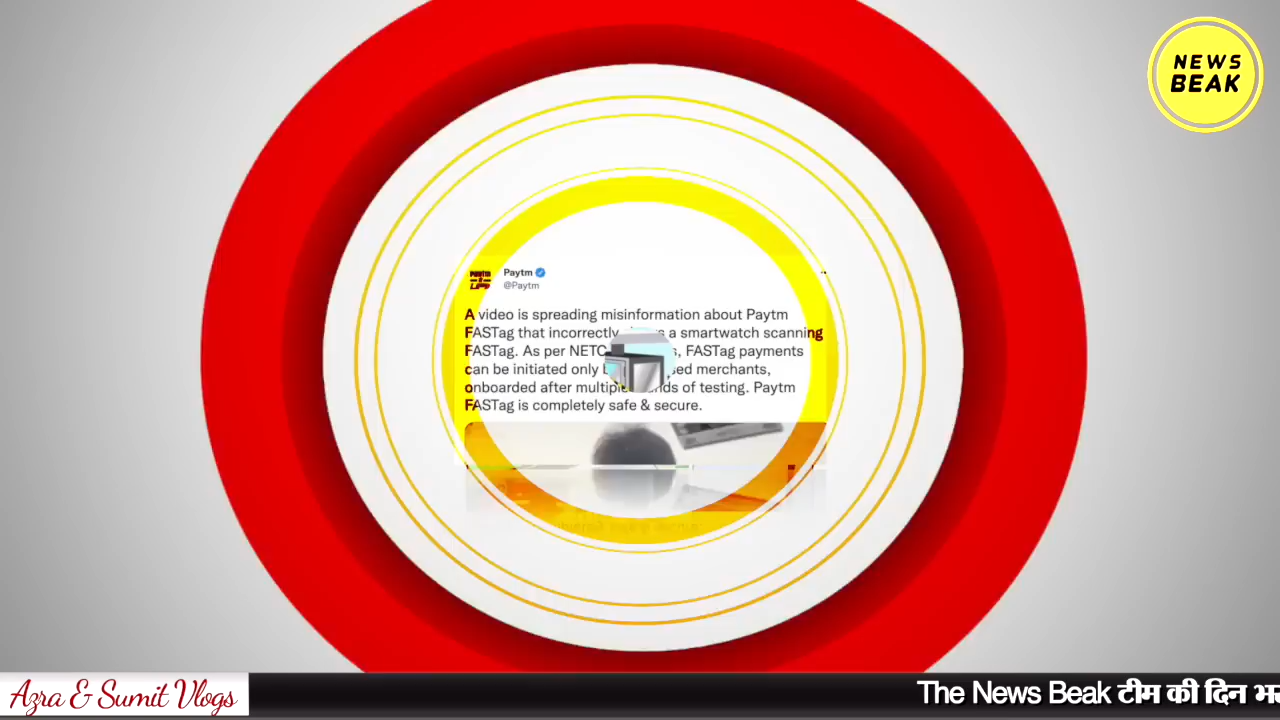 NEWS
BEAK
Paytm
@Paytm
A video is spreading misinformation about Paytm
FASTag that incorrectly a smartwatch scanning
FASTag. As per NETC FASTag payments
can be initiated only merchants,
onboarded after multiple of testing. Paytm
FASTag is completely safe & secure.
Azra & Sumit Vlogs
The News Beak टीम की दिन